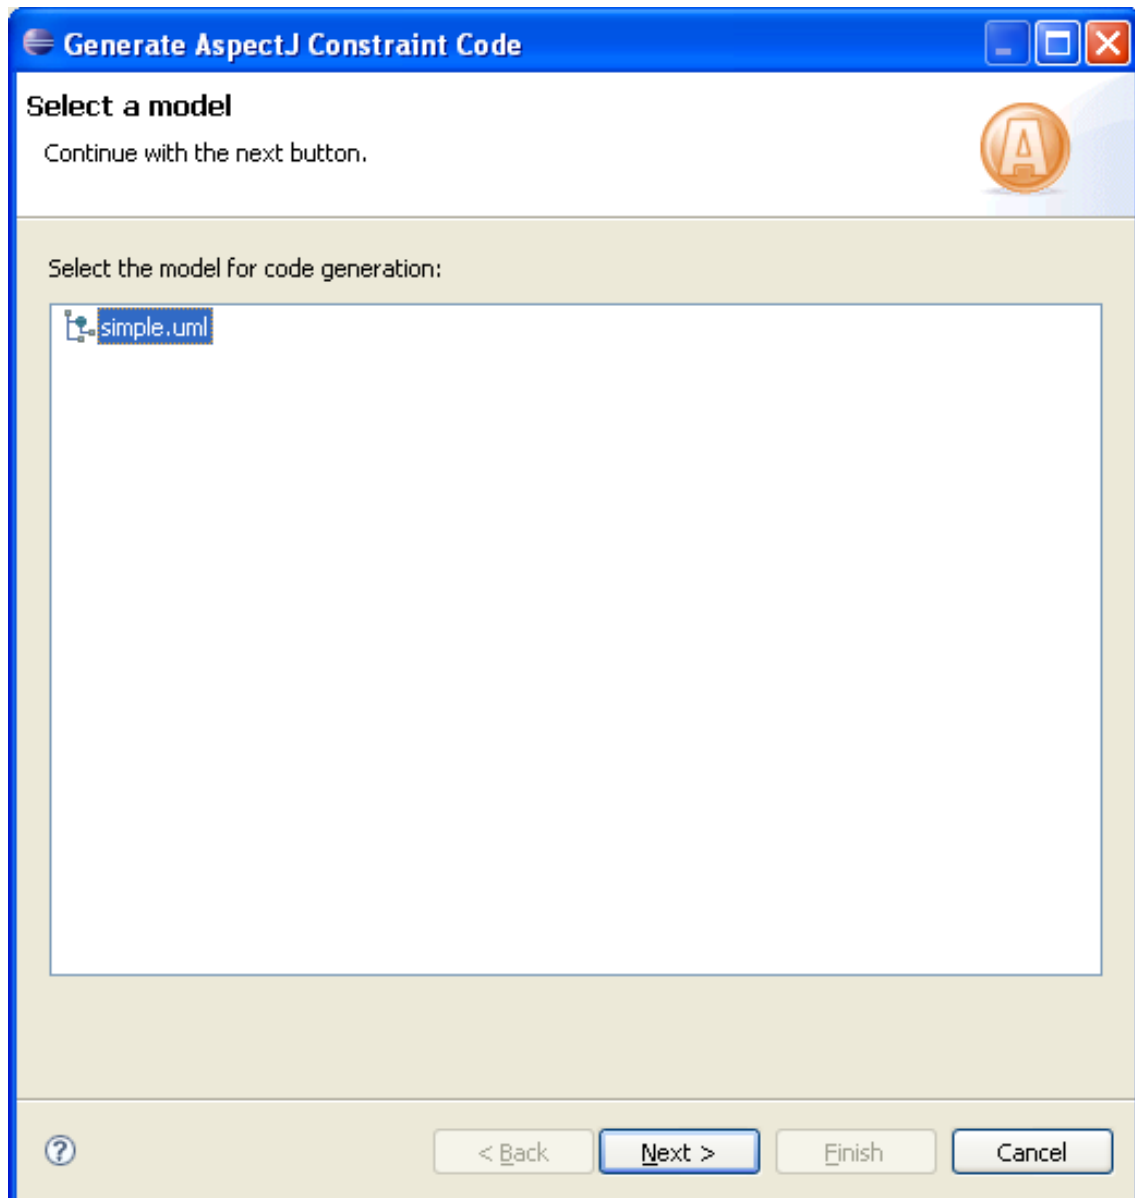 Generate AspectJ Constraint Code
Select a model
Continue with the next button.
A
Select the model for code generation:
simple.uml
?
< Back Next > Finish Cancel